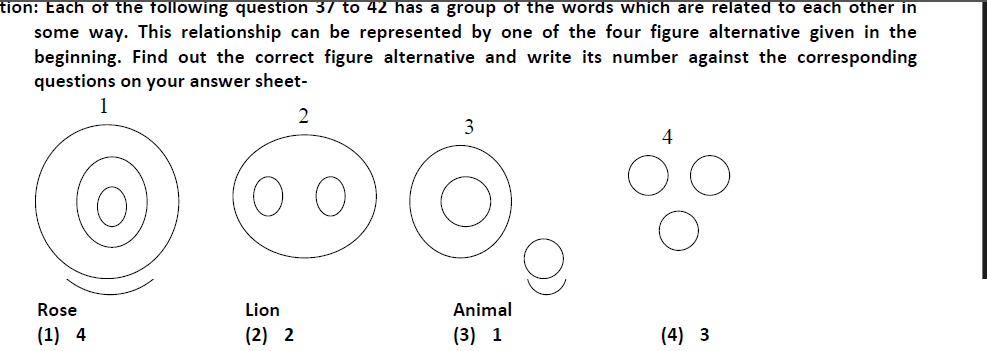 tion: Each of the following question 37 to 42 has a group of the words which are related to each other in
some way. This relationship can be represented by one of the four figure alternative given in the
beginning. Find out the correct figure alternative and write its number against the corresponding
questions on your answer sheet-
1 2 3 4
Rose Lion Animal
(1) 4 (2) 2 (3) 1 (4) 3